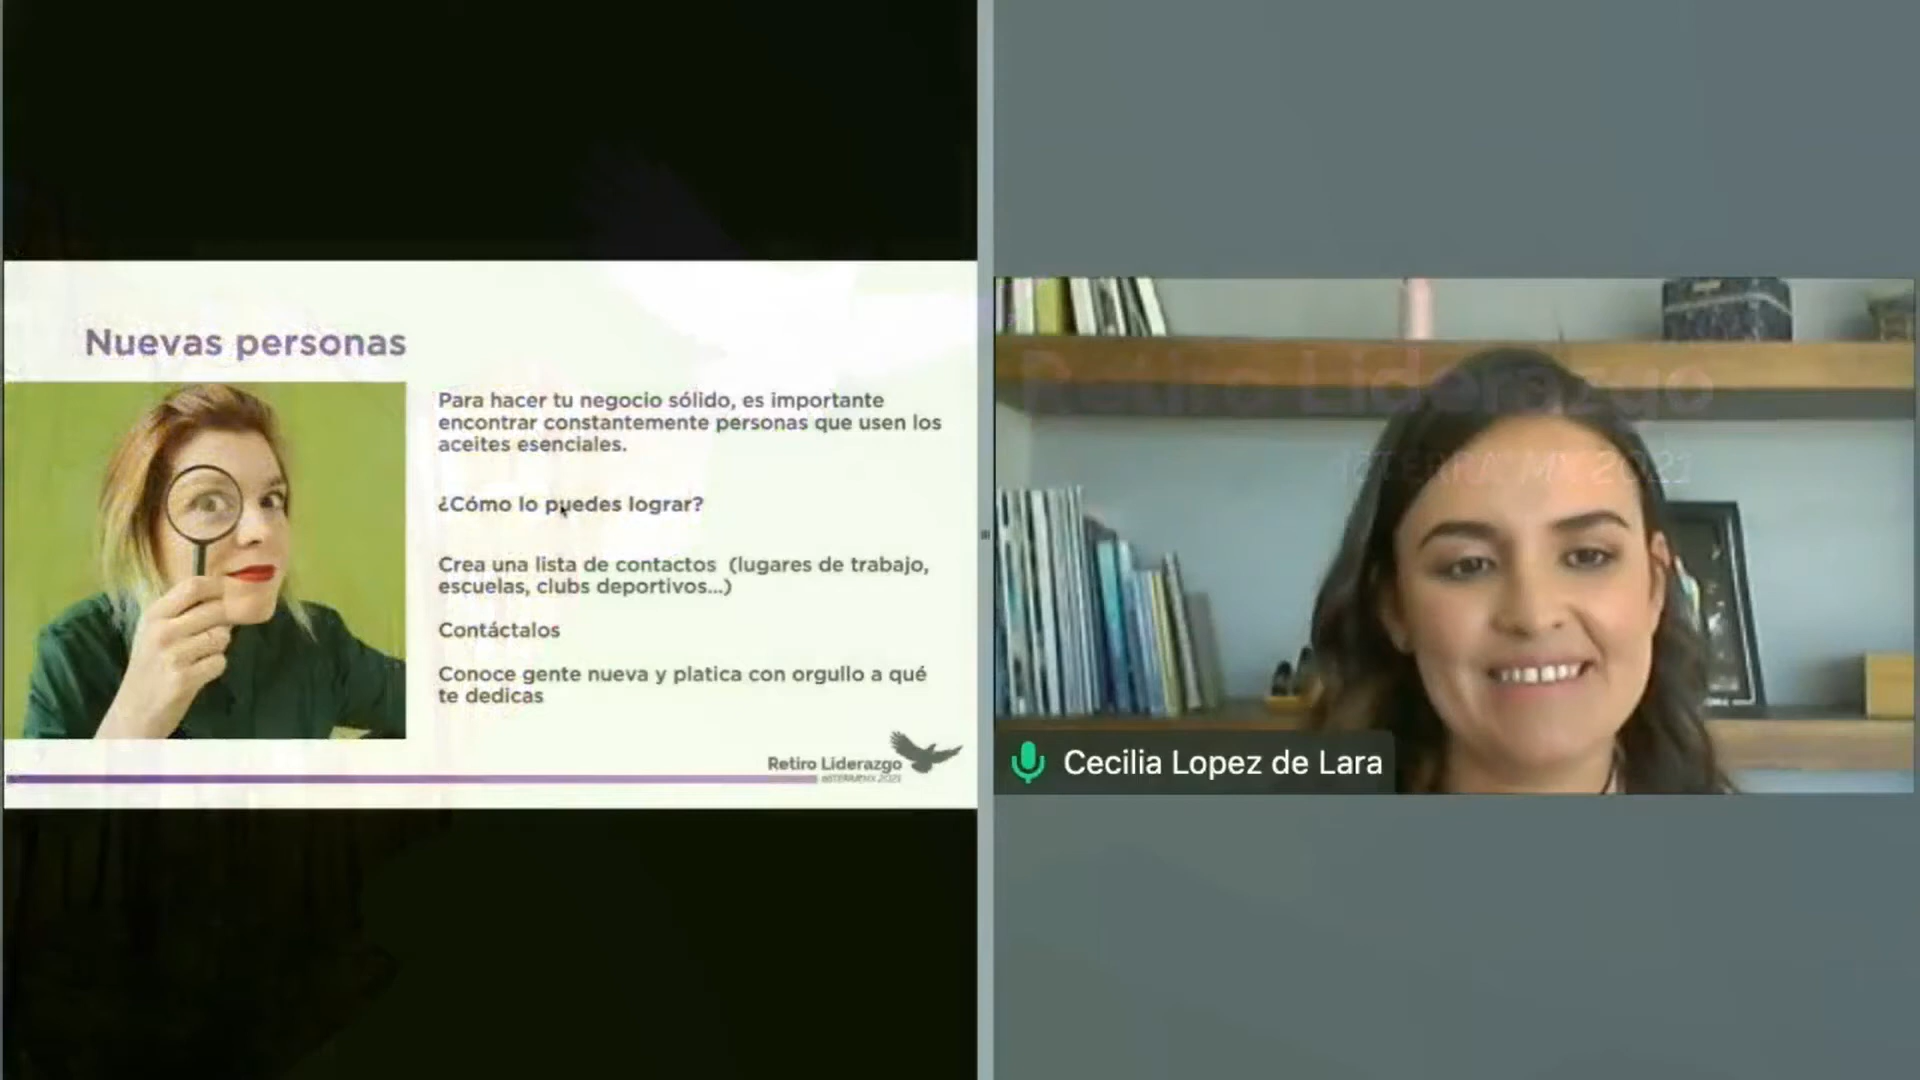 Nuevas personas
Para hacer tu negocio sólido, es importante
encontrar constantemente personas que usen los
aceites esenciales.
¿Cómo lo puedes lograr?
Crea una lista de contactos (lugares de trabajo,
escuelas, clubs deportivos...)
Contáctalos
Conoce gente nueva y platica con orgullo a qué
te dedicas
Retiro Liderazgo
Retiro Liderazgo
Cecilia Lopez de Lara